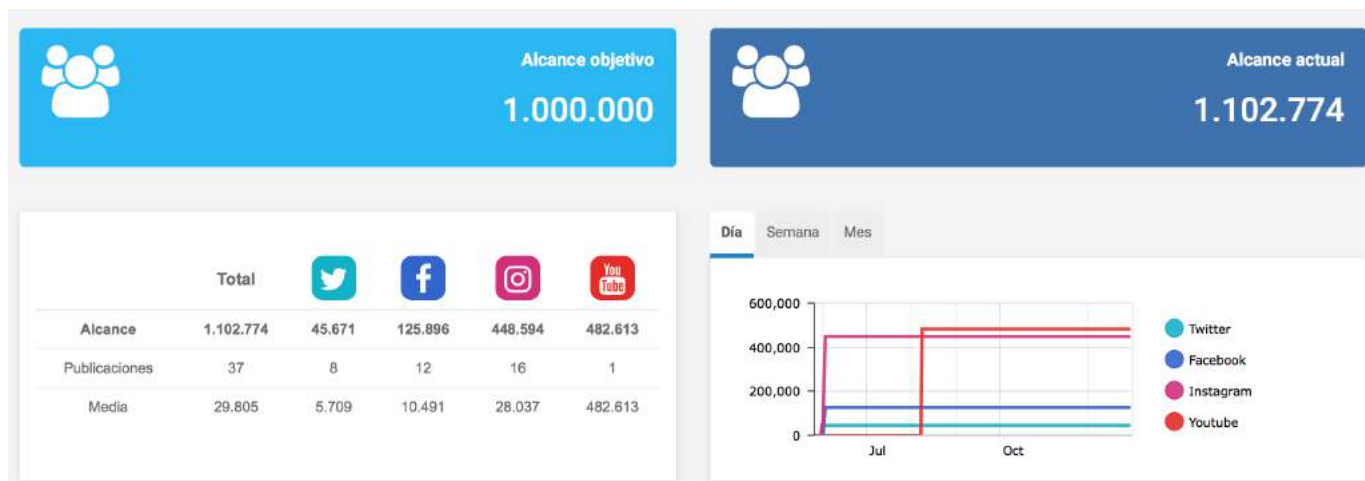 Alcance objetivo
1.000.000
Alcance actual
1.102.774
Total
You
Tube
Alcance 1.102.774 45.671 125.896 448.594 482.613
Publicaciones 37 8 12 16 1
Media 29.805 5.709 10.491 28.037 482.613
Día Semana Mes
600,000
400,000
200,000
0
Jul Oct
Twitter
Facebook
Instagram
Youtube